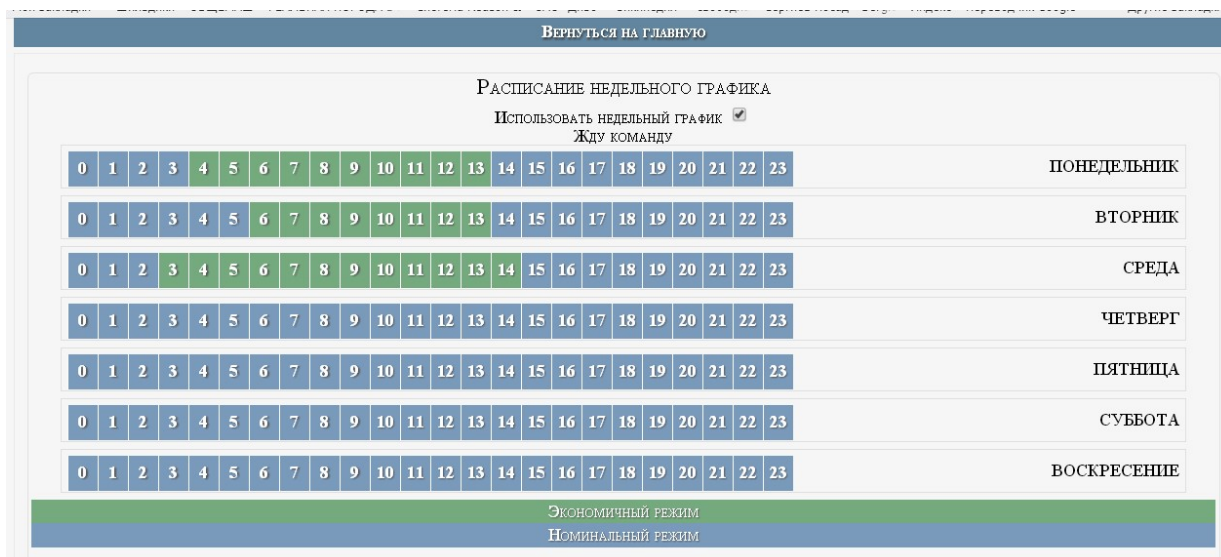 Вернуться на главную
Расписание недельного графика
Использовать недельный график
Жду команду
0 1 2 3 4 5 6 7 8 9 10 11 12 13 14 15 16 17 18 19 20 21 22 23 ПОНЕДЕЛЬНИК
0 1 2 3 4 5 6 7 8 9 10 11 12 13 14 15 16 17 18 19 20 21 22 23 ВТОРНИК
0 1 2 3 4 5 6 7 8 9 10 11 12 13 14 15 16 17 18 19 20 21 22 23 СРЕДА
0 1 2 3 4 5 6 7 8 9 10 11 12 13 14 15 16 17 18 19 20 21 22 23 ЧЕТВЕРГ
0 1 2 3 4 5 6 7 8 9 10 11 12 13 14 15 16 17 18 19 20 21 22 23 ПЯТНИЦА
0 1 2 3 4 5 6 7 8 9 10 11 12 13 14 15 16 17 18 19 20 21 22 23 СУББОТА
0 1 2 3 4 5 6 7 8 9 10 11 12 13 14 15 16 17 18 19 20 21 22 23 ВОСКРЕСЕНИЕ
Экономичный режим
Номинальный режим